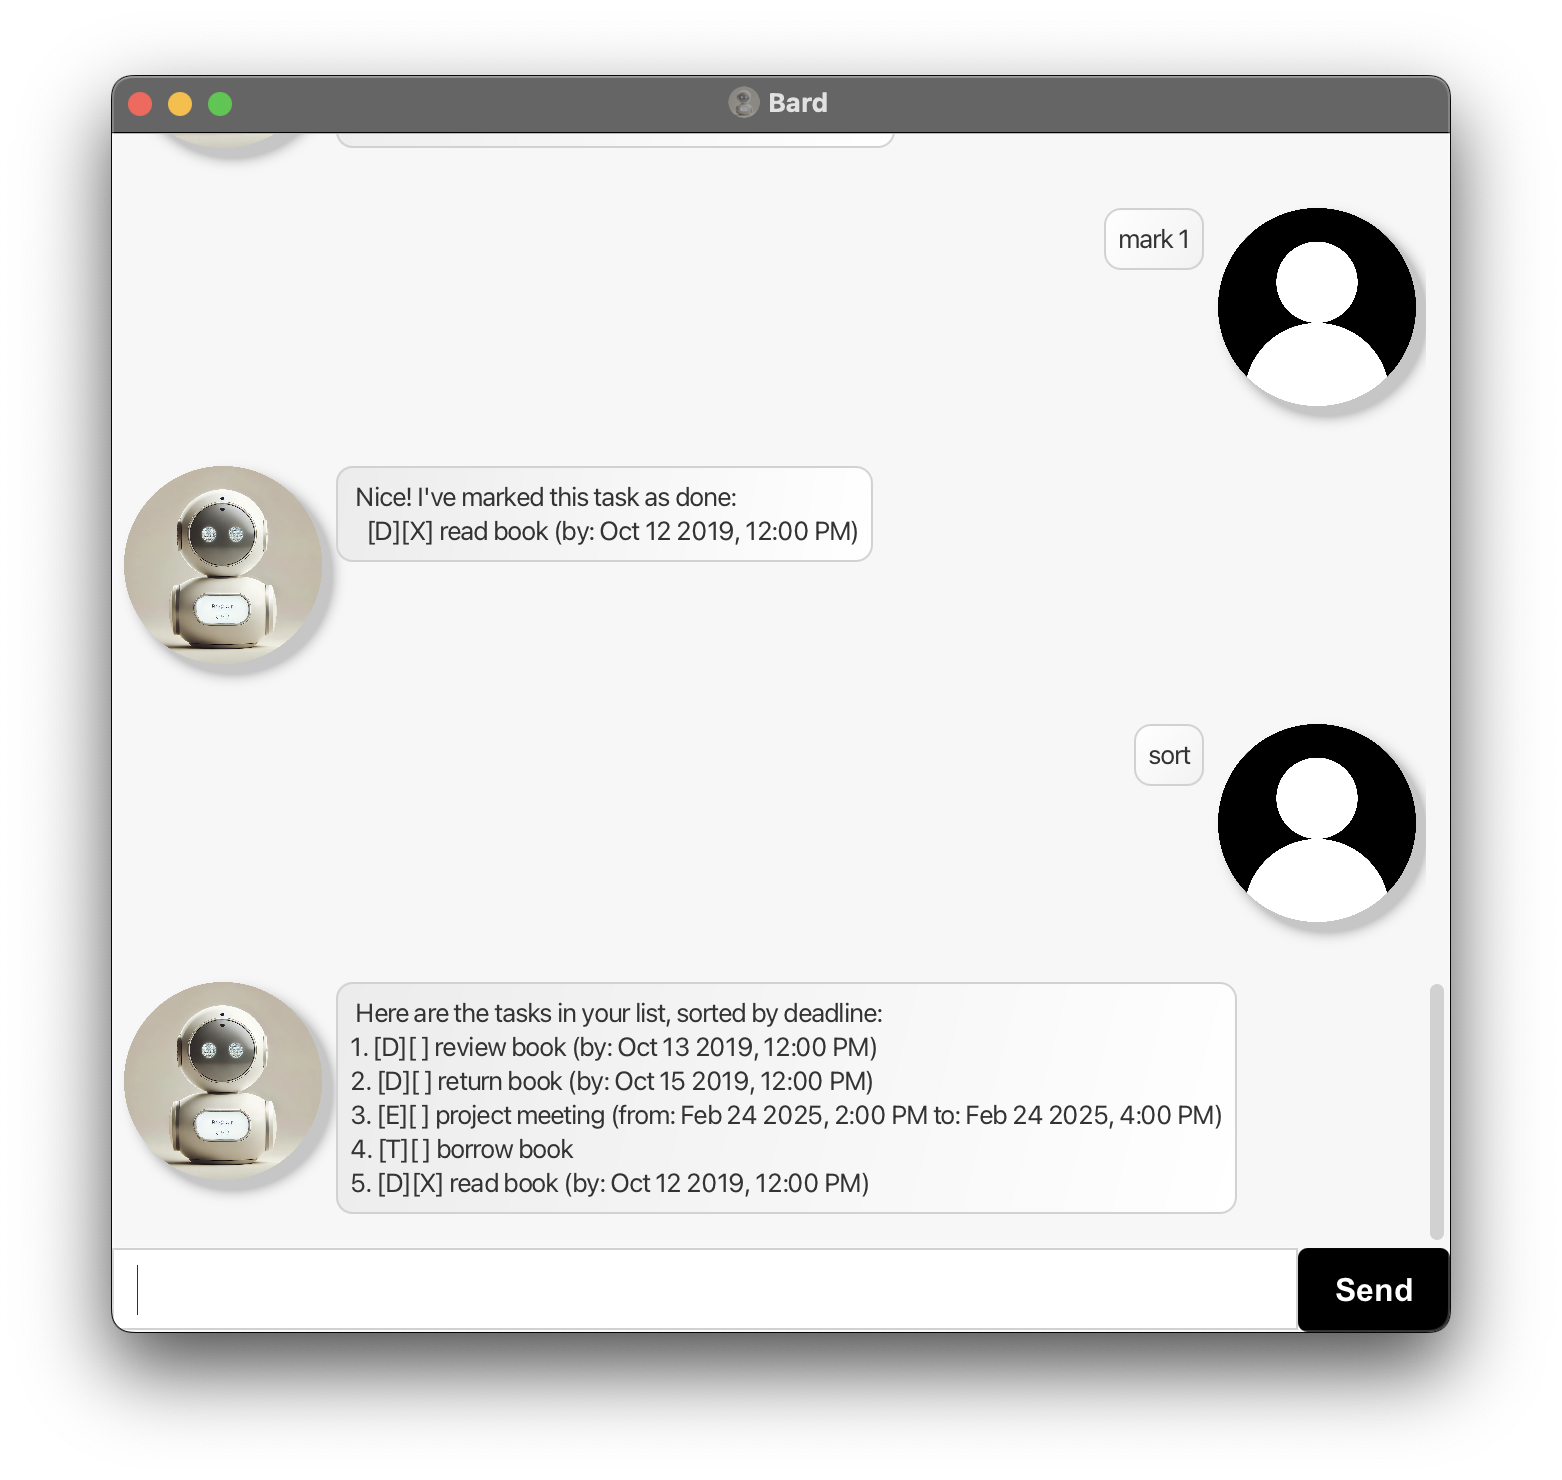 Bard
mark 1
Nice! I've marked this task as done:
[D][X] read book (by: Oct 12 2019, 12:00 PM)
sort
Here are the tasks in your list, sorted by deadline:
1. [D][ ] review book (by: Oct 13 2019, 12:00 PM)
2. [D][ ] return book (by: Oct 15 2019, 12:00 PM)
3. [E][ ] project meeting (from: Feb 24 2025, 2:00 PM to: Feb 24 2025, 4:00 PM)
4. [T][ ] borrow book
5. [D][X] read book (by: Oct 12 2019, 12:00 PM)
Send